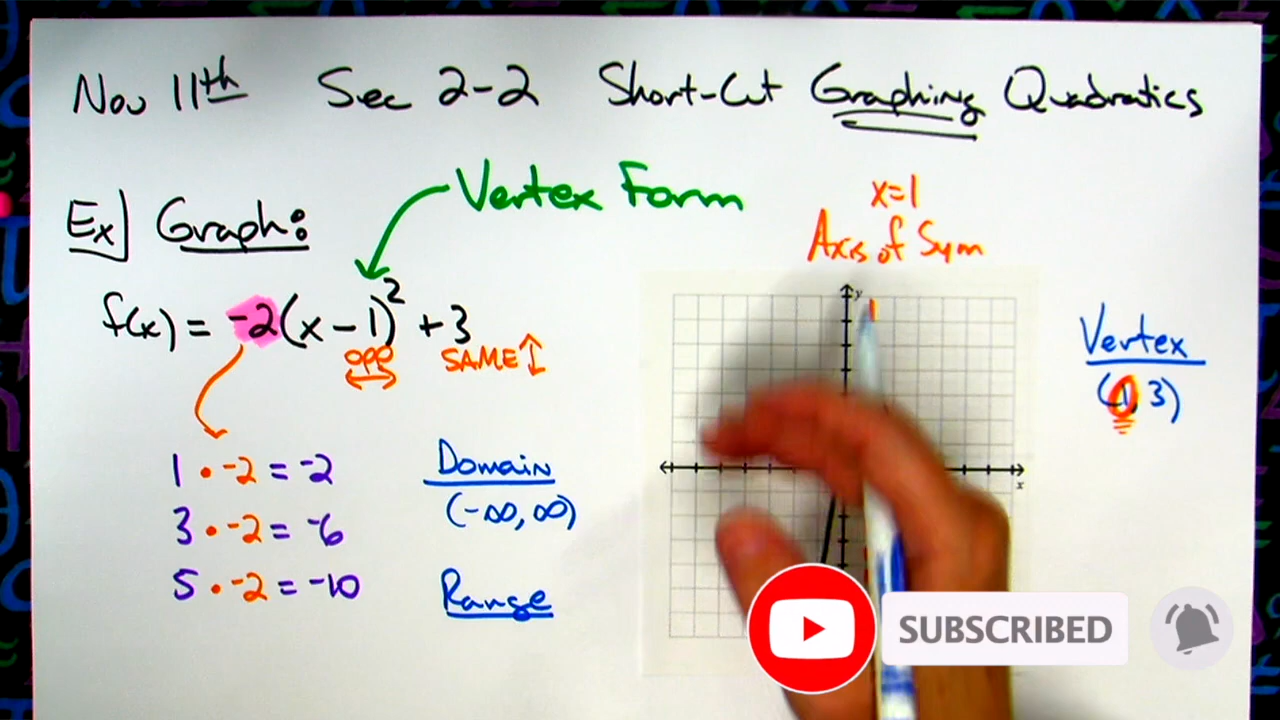 Nov 11th Sec 2-2 Short-Cut Graphing Quadratics
Vertex Form
x=1
Axis of Sym
Ex] Graph:
f(x) = -2(x-1)² +3
opp SAME
Vertex
(1, 3)
1 · -2 = -2
3 · -2 = -6
5 · -2 = -10
Domain
(-∞, ∞)
Range
y
x
SUBSCRIBED